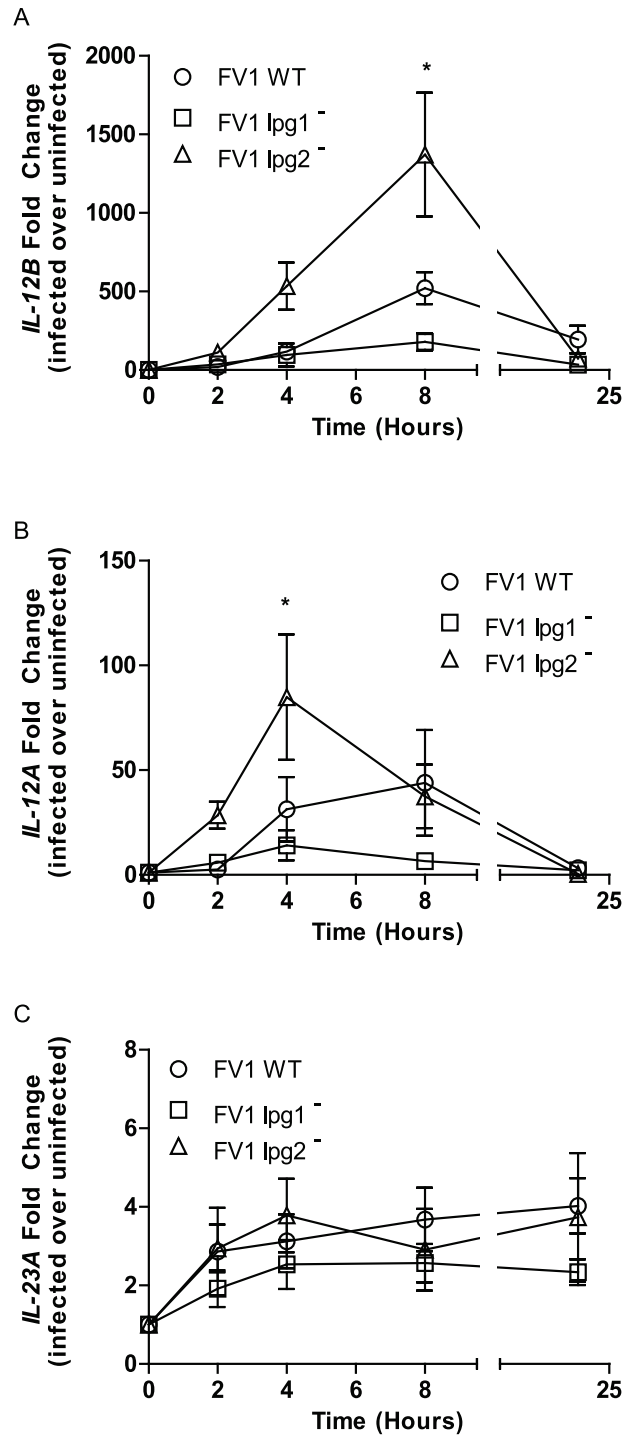 A
IL-12B Fold Change
(infected over uninfected)
2000
1500
1000
500
0
FV1 WT
FV1 lpg1 -
FV1 lpg2 -
*
0 2 4 6 8 25
Time (Hours)
B
IL-12A Fold Change
(infected over uninfected)
150
100
50
0
*
FV1 WT
FV1 lpg1 -
FV1 lpg2 -
0 2 4 6 8 25
Time (Hours)
C
IL-23A Fold Change
(infected over uninfected)
8
6
4
2
0
FV1 WT
FV1 lpg1 -
FV1 lpg2 -
0 2 4 6 8 25
Time (Hours)